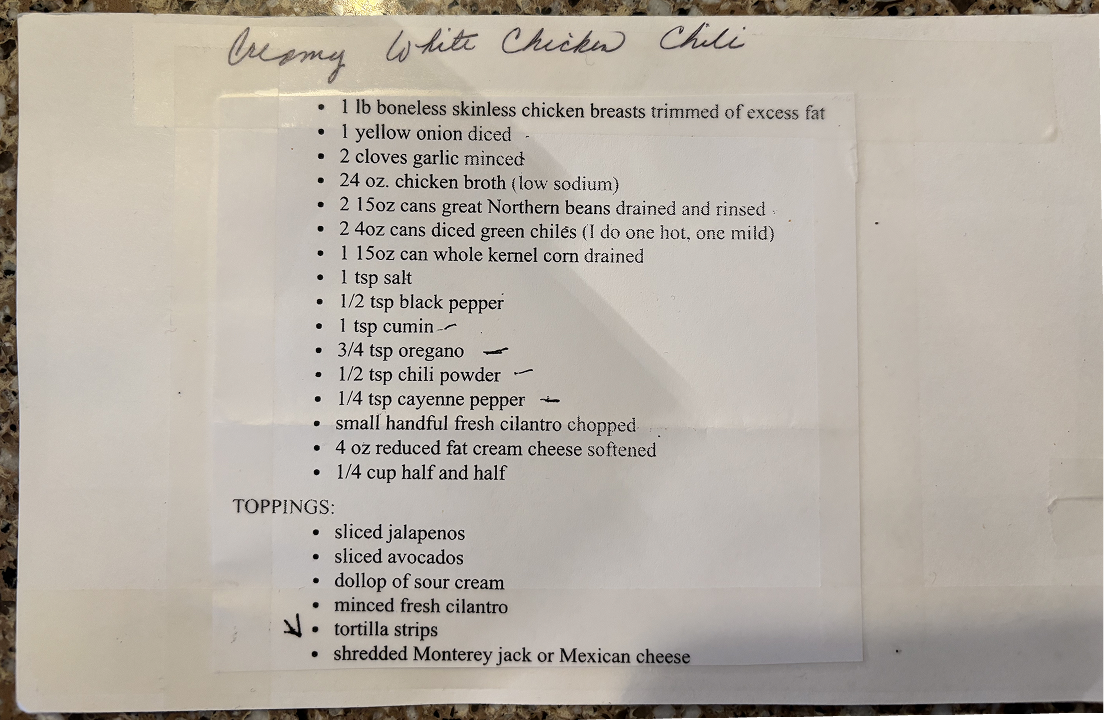 Creamy White Chicken Chili
• 1 lb boneless skinless chicken breasts trimmed of excess fat
• 1 yellow onion diced
• 2 cloves garlic minced
• 24 oz. chicken broth (low sodium)
• 2 15oz cans great Northern beans drained and rinsed
• 2 4oz cans diced green chiles (I do one hot, one mild)
• 1 15oz can whole kernel corn drained
• 1 tsp salt
• 1/2 tsp black pepper
• 1 tsp cumin
• 3/4 tsp oregano
• 1/2 tsp chili powder
• 1/4 tsp cayenne pepper
• small handful fresh cilantro chopped
• 4 oz reduced fat cream cheese softened
• 1/4 cup half and half
TOPPINGS:
• sliced jalapenos
• sliced avocados
• dollop of sour cream
• minced fresh cilantro
• tortilla strips
• shredded Monterey jack or Mexican cheese